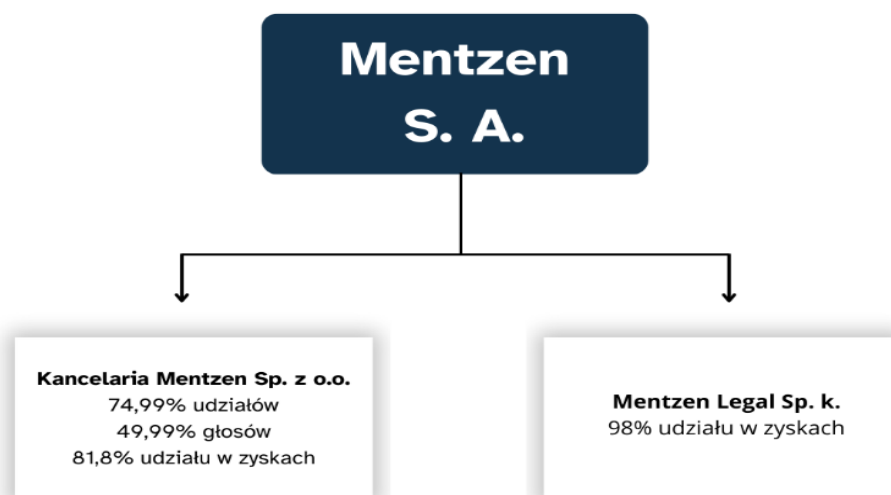 Mentzen
S. A.
Kancelaria Mentzen Sp. z o.o.
74,99% udziałów
49,99% głosów
81,8% udziału w zyskach
Mentzen Legal Sp. k.
98% udziału w zyskach